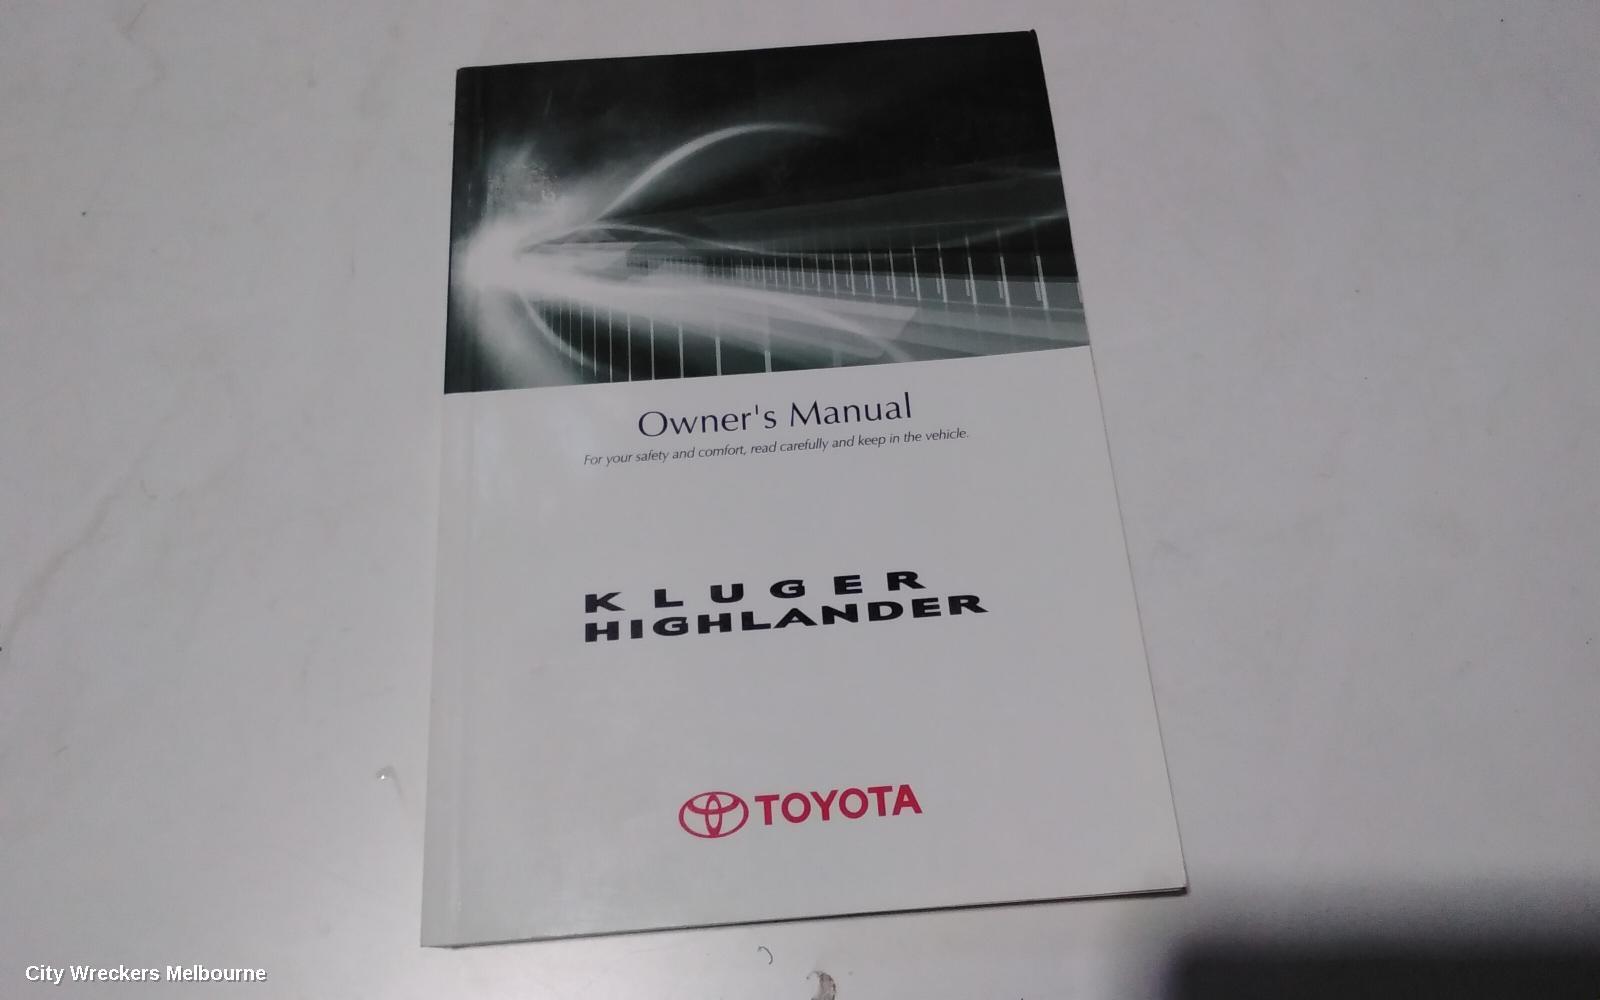 Owner's Manual
For your safety and comfort, read carefully and keep in the vehicle.
KLUGER
HIGHLANDER
TOYOTA
City Wreckers Melbourne